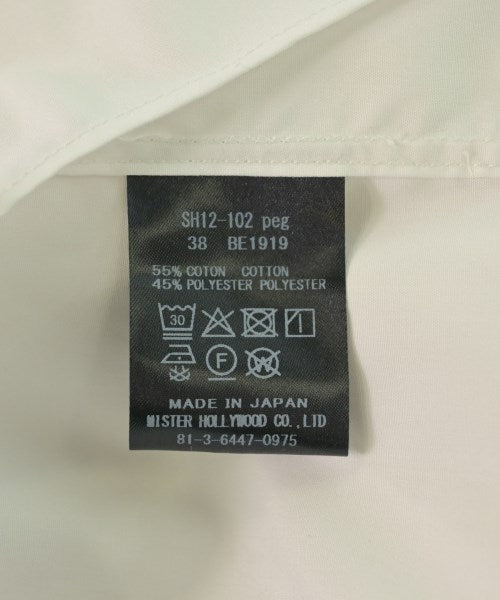 SH12-102 peg
38 BE1919
55% COTON COTTON
45% POLYESTER POLYESTER
30
F
W
MADE IN JAPAN
MISTER HOLLYWOOD CO.,LTD
81-3-6447-0975